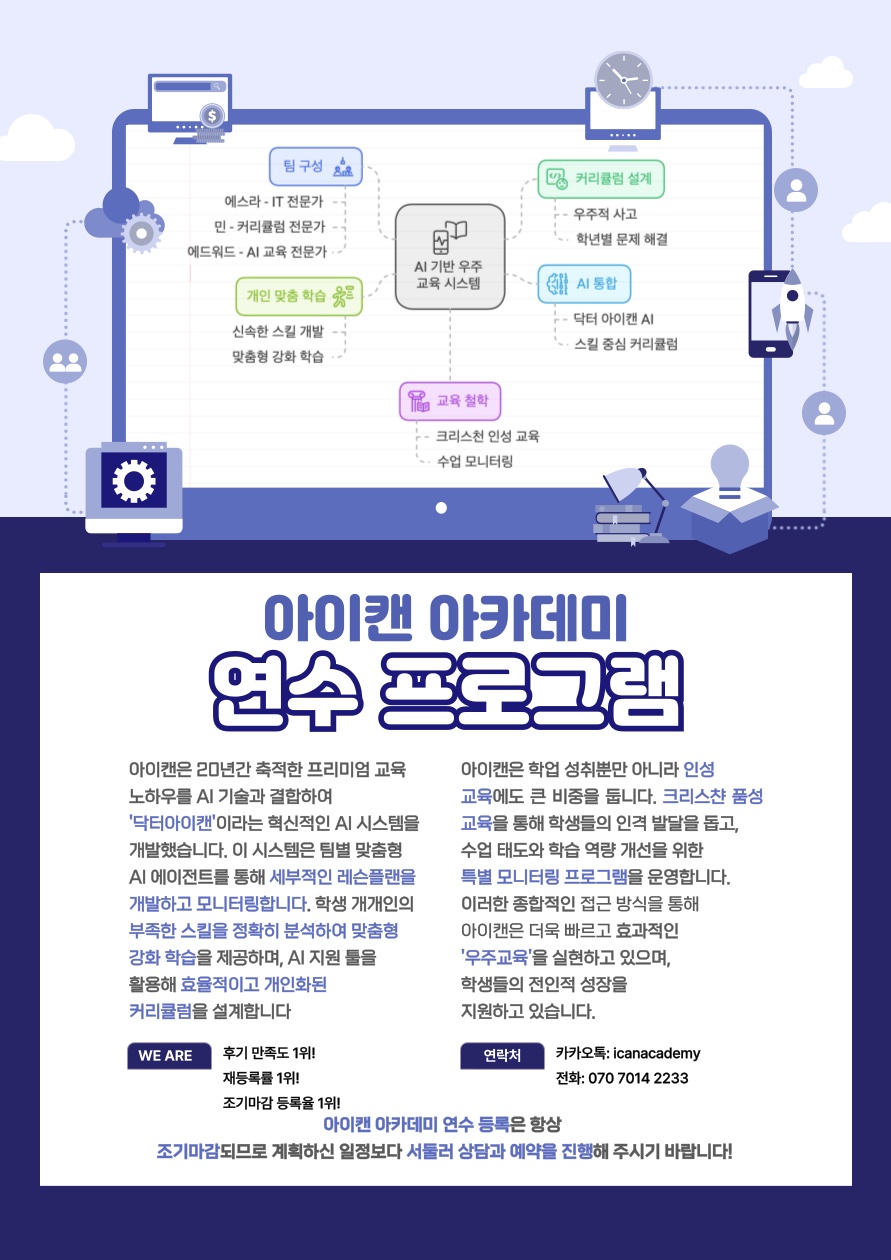 팀 구성
에스라 - IT 전문가
민 - 커리큘럼 전문가
에드워드 - AI 교육 전문가
개인 맞춤 학습
신속한 스킬 개발
맞춤형 강화 학습
AI 기반 우주
교육 시스템
커리큘럼 설계
우주적 사고
학년별 문제 해결
AI 통합
닥터 아이캔 AI
스킬 중심 커리큘럼
교육 철학
크리스천 인성 교육
수업 모니터링
$
아이캔 아카데미
연수 프로그램
아이캔은 20년간 축적한 프리미엄 교육
노하우를 AI 기술과 결합하여
'닥터아이캔'이라는 혁신적인 AI 시스템을
개발했습니다. 이 시스템은 팀별 맞춤형
AI 에이전트를 통해 세부적인 레슨플랜을
개발하고 모니터링합니다. 학생 개개인의
부족한 스킬을 정확히 분석하여 맞춤형
강화 학습을 제공하며, AI 지원 툴을
활용해 효율적이고 개인화된
커리큘럼을 설계합니다
아이캔은 학업 성취뿐만 아니라 인성
교육에도 큰 비중을 둡니다. 크리스챤 품성
교육을 통해 학생들의 인격 발달을 돕고,
수업 태도와 학습 역량 개선을 위한
특별 모니터링 프로그램을 운영합니다.
이러한 종합적인 접근 방식을 통해
아이캔은 더욱 빠르고 효과적인
'우주교육'을 실현하고 있으며,
학생들의 전인적 성장을
지원하고 있습니다.
WE ARE
후기 만족도 1위!
재등록률 1위!
조기마감 등록율 1위!
연락처
카카오톡: icanacademy
전화: 070 7014 2233
아이캔 아카데미 연수 등록은 항상
조기마감되므로 계획하신 일정보다 서둘러 상담과 예약을 진행해 주시기 바랍니다!